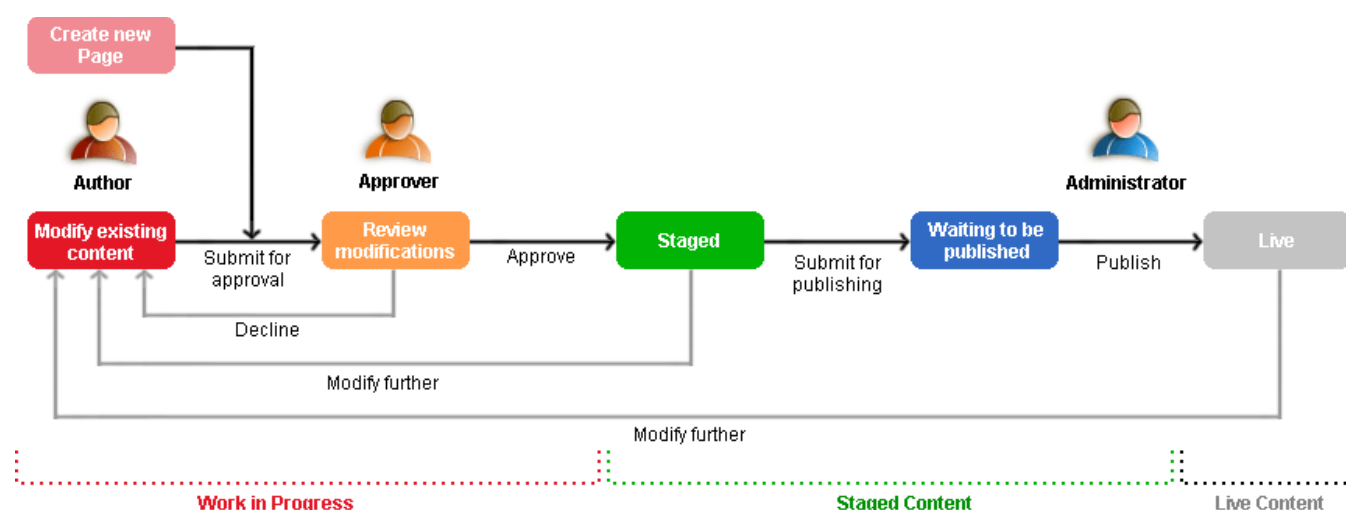 Create new
Page
Author
Approver
Administrator
Modify existing
content
Submit for
approval
Review
modifications
Approve
Staged
Submit for
publishing
Waiting to be
published
Publish
Live
Decline
Modify further
Modify further
Work in Progress
Staged Content
Live Content